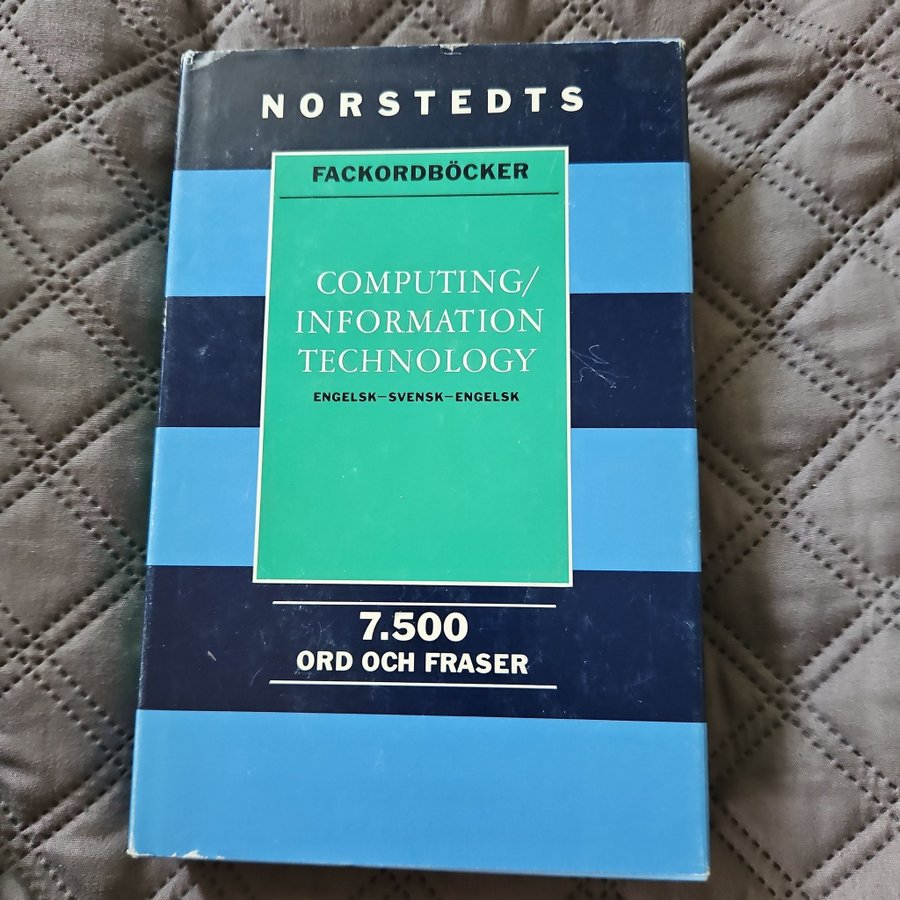 NORSTEDTS
FACKORDBÖCKER
COMPUTING/
INFORMATION
TECHNOLOGY
ENGELSK–SVENSK–ENGELSK
7.500
ORD OCH FRASER